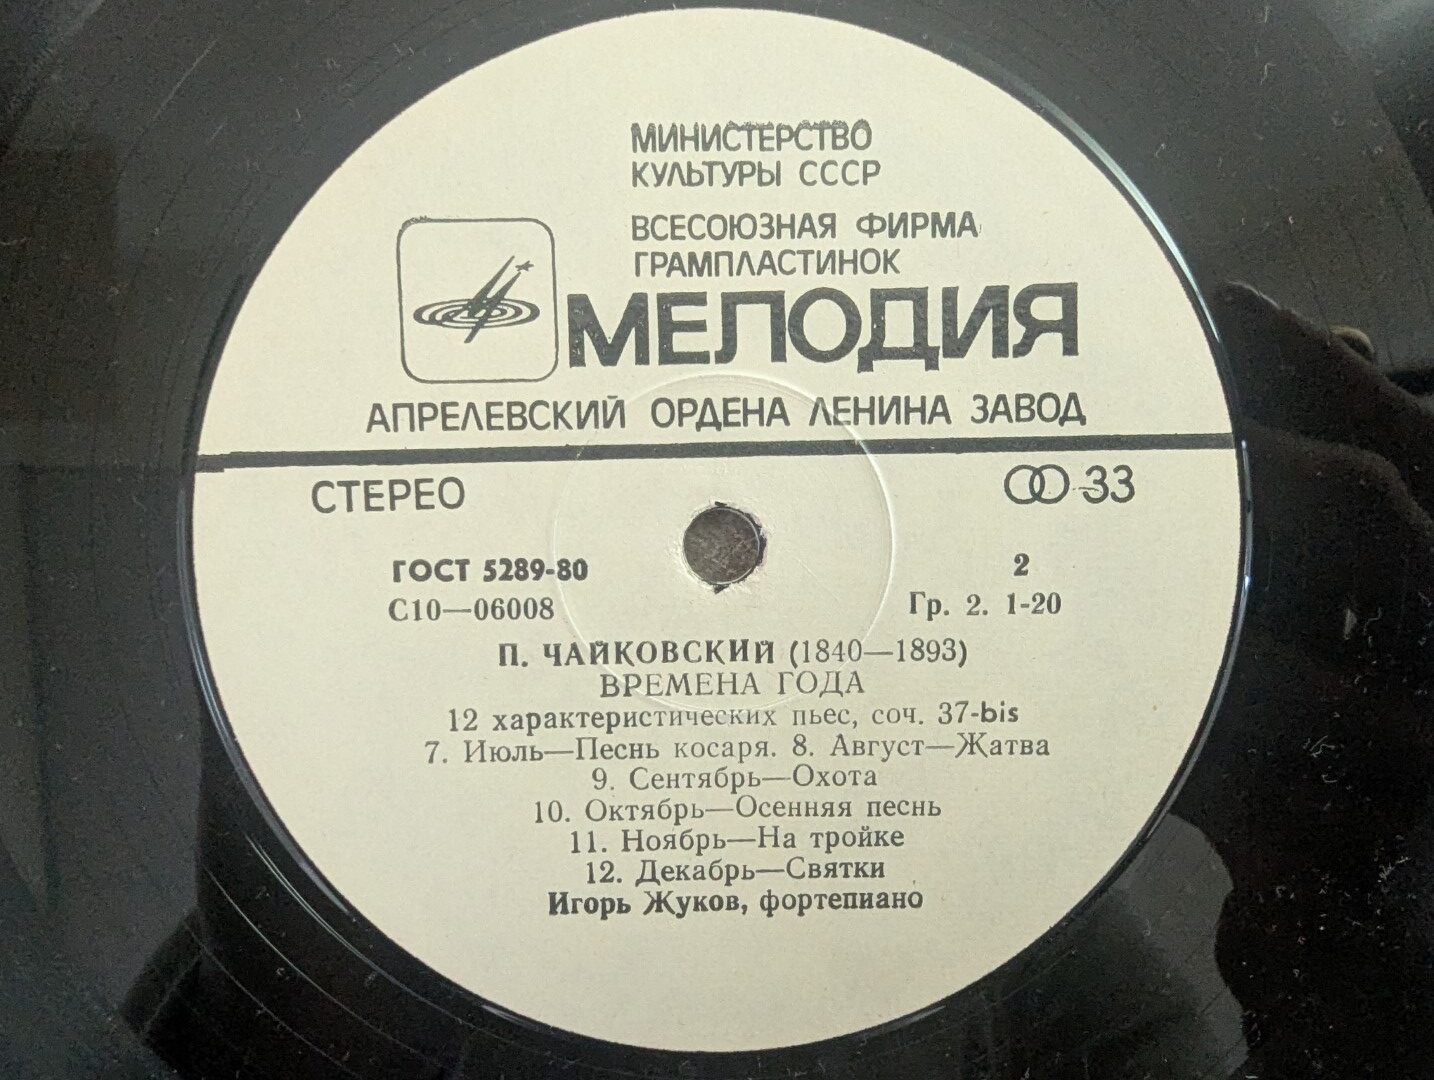 МИНИСТЕРСТВО
КУЛЬТУРЫ СССР
ВСЕСОЮЗНАЯ ФИРМА
ГРАМПЛАСТИНОК
МЕЛОДИЯ
АПРЕЛЕВСКИЙ ОРДЕНА ЛЕНИНА ЗАВОД
СТЕРЕО 33
ГОСТ 5289-80 2
С10—06008 Гр. 2. 1-20
П. ЧАЙКОВСКИЙ (1840—1893)
ВРЕМЕНА ГОДА
12 характеристических пьес, соч. 37-bis
7. Июль—Песнь косаря. 8. Август—Жатва
9. Сентябрь—Охота
10. Октябрь—Осенняя песнь
11. Ноябрь—На тройке
12. Декабрь—Святки
Игорь Жуков, фортепиано